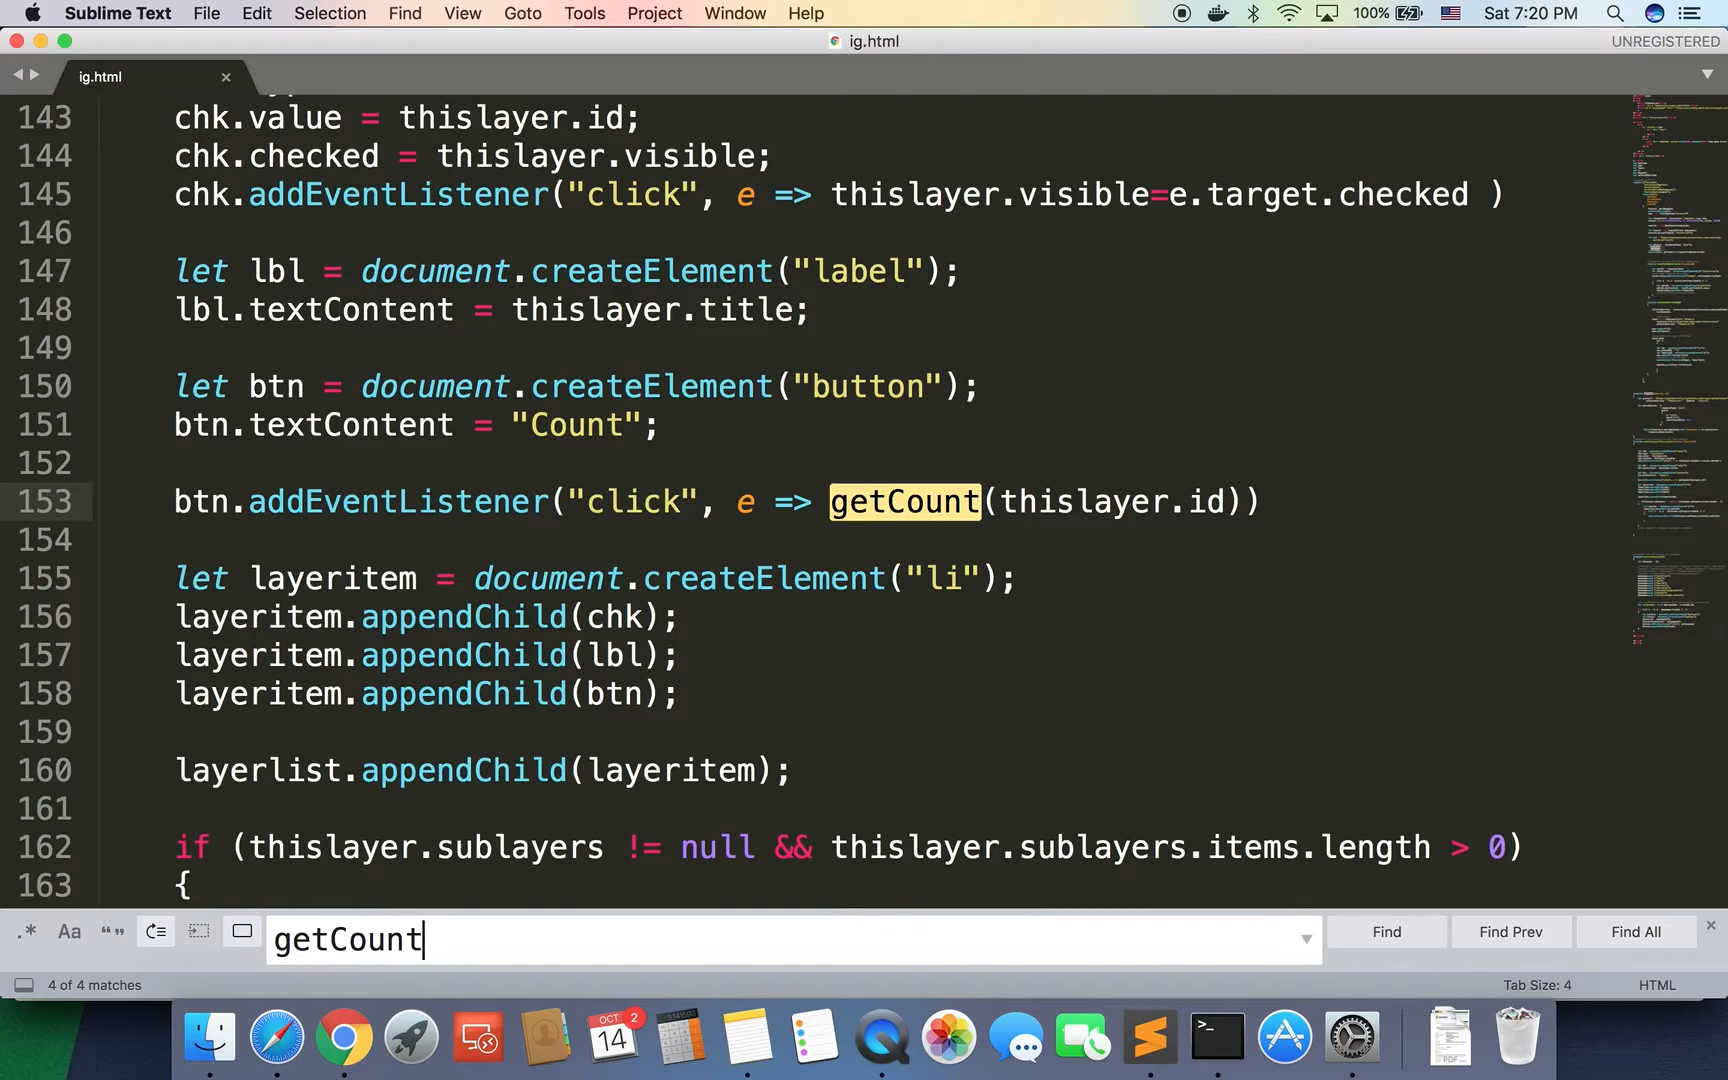 Sublime Text File Edit Selection Find View Goto Tools Project Window Help 100% Sat 7:20 PM
ig.html UNREGISTERED
ig.html ×
143 chk.value = thislayer.id;
144 chk.checked = thislayer.visible;
145 chk.addEventListener("click", e => thislayer.visible=e.target.checked )
146
147 let lbl = document.createElement("label");
148 lbl.textContent = thislayer.title;
149
150 let btn = document.createElement("button");
151 btn.textContent = "Count";
152
153 btn.addEventListener("click", e => getCount(thislayer.id))
154
155 let layeritem = document.createElement("li");
156 layeritem.appendChild(chk);
157 layeritem.appendChild(lbl);
158 layeritem.appendChild(btn);
159
160 layerlist.appendChild(layeritem);
161
162 if (thislayer.sublayers != null && thislayer.sublayers.items.length > 0)
163 {
.* Aa “” getCount Find Find Prev Find All ×
4 of 4 matches Tab Size: 4 HTML
OCT 2
14
>_
PDF